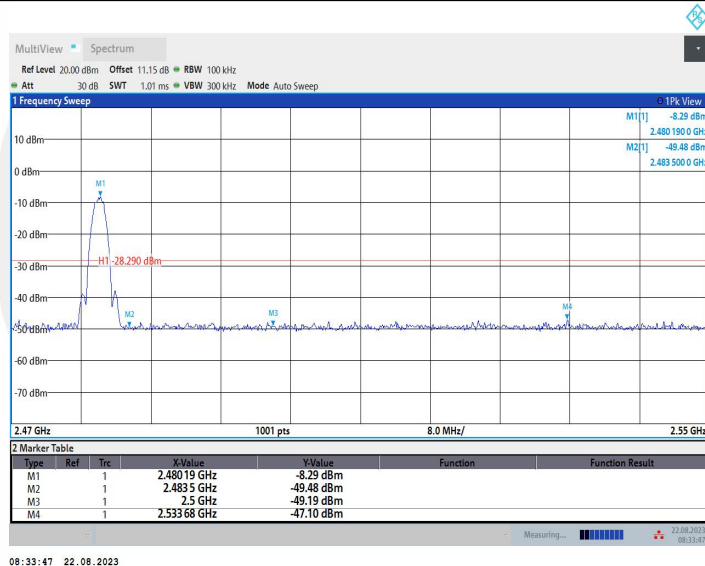 MultiView Spectrum
Ref Level 20.00 dBm Offset 11.15 dB RBW 100 kHz
Att 30 dB SWT 1.01 ms VBW 300 kHz Mode Auto Sweep
1 Frequency Sweep 1Pk View
M1[1] -8.29 dBm
2.480 190 0 GHz
M2[1] -49.48 dBm
2.483 500 0 GHz
10 dBm
0 dBm
M1
-10 dBm
-20 dBm
H1 -28.290 dBm
-30 dBm
-40 dBm
M2 M3 M4
-50 dBm
-60 dBm
-70 dBm
2.47 GHz 1001 pts 8.0 MHz/ 2.55 GHz
2 Marker Table
Type Ref Trc X-Value Y-Value Function Function Result
M1 1 2.480 19 GHz -8.29 dBm
M2 1 2.483 5 GHz -49.48 dBm
M3 1 2.5 GHz -49.19 dBm
M4 1 2.533 68 GHz -47.10 dBm
Measuring... 22.08.2023
08:33:47
08:33:47 22.08.2023